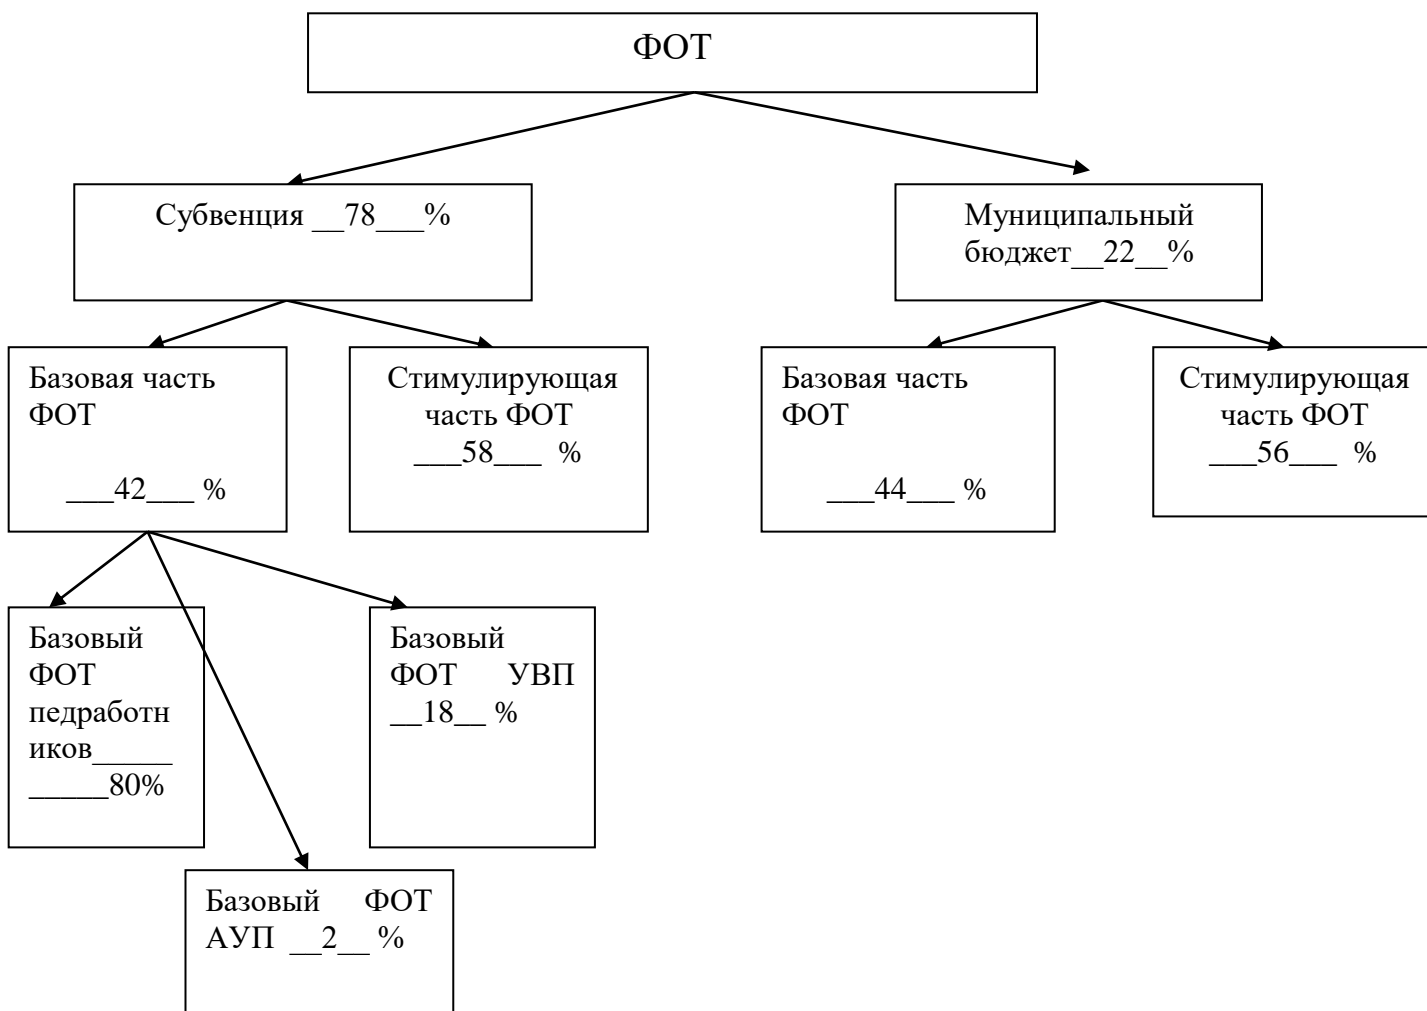 ФОТ
Субвенция __78___%
Муниципальный
бюджет__22__%
Базовая часть
ФОТ
___42___ %
Стимулирующая
часть ФОТ
___58___ %
Базовая часть
ФОТ
___44___ %
Стимулирующая
часть ФОТ
___56___ %
Базовый
ФОТ
педработн
иков_____
_____80%
Базовый
ФОТ УВП
__18__ %
Базовый ФОТ
АУП __2__ %